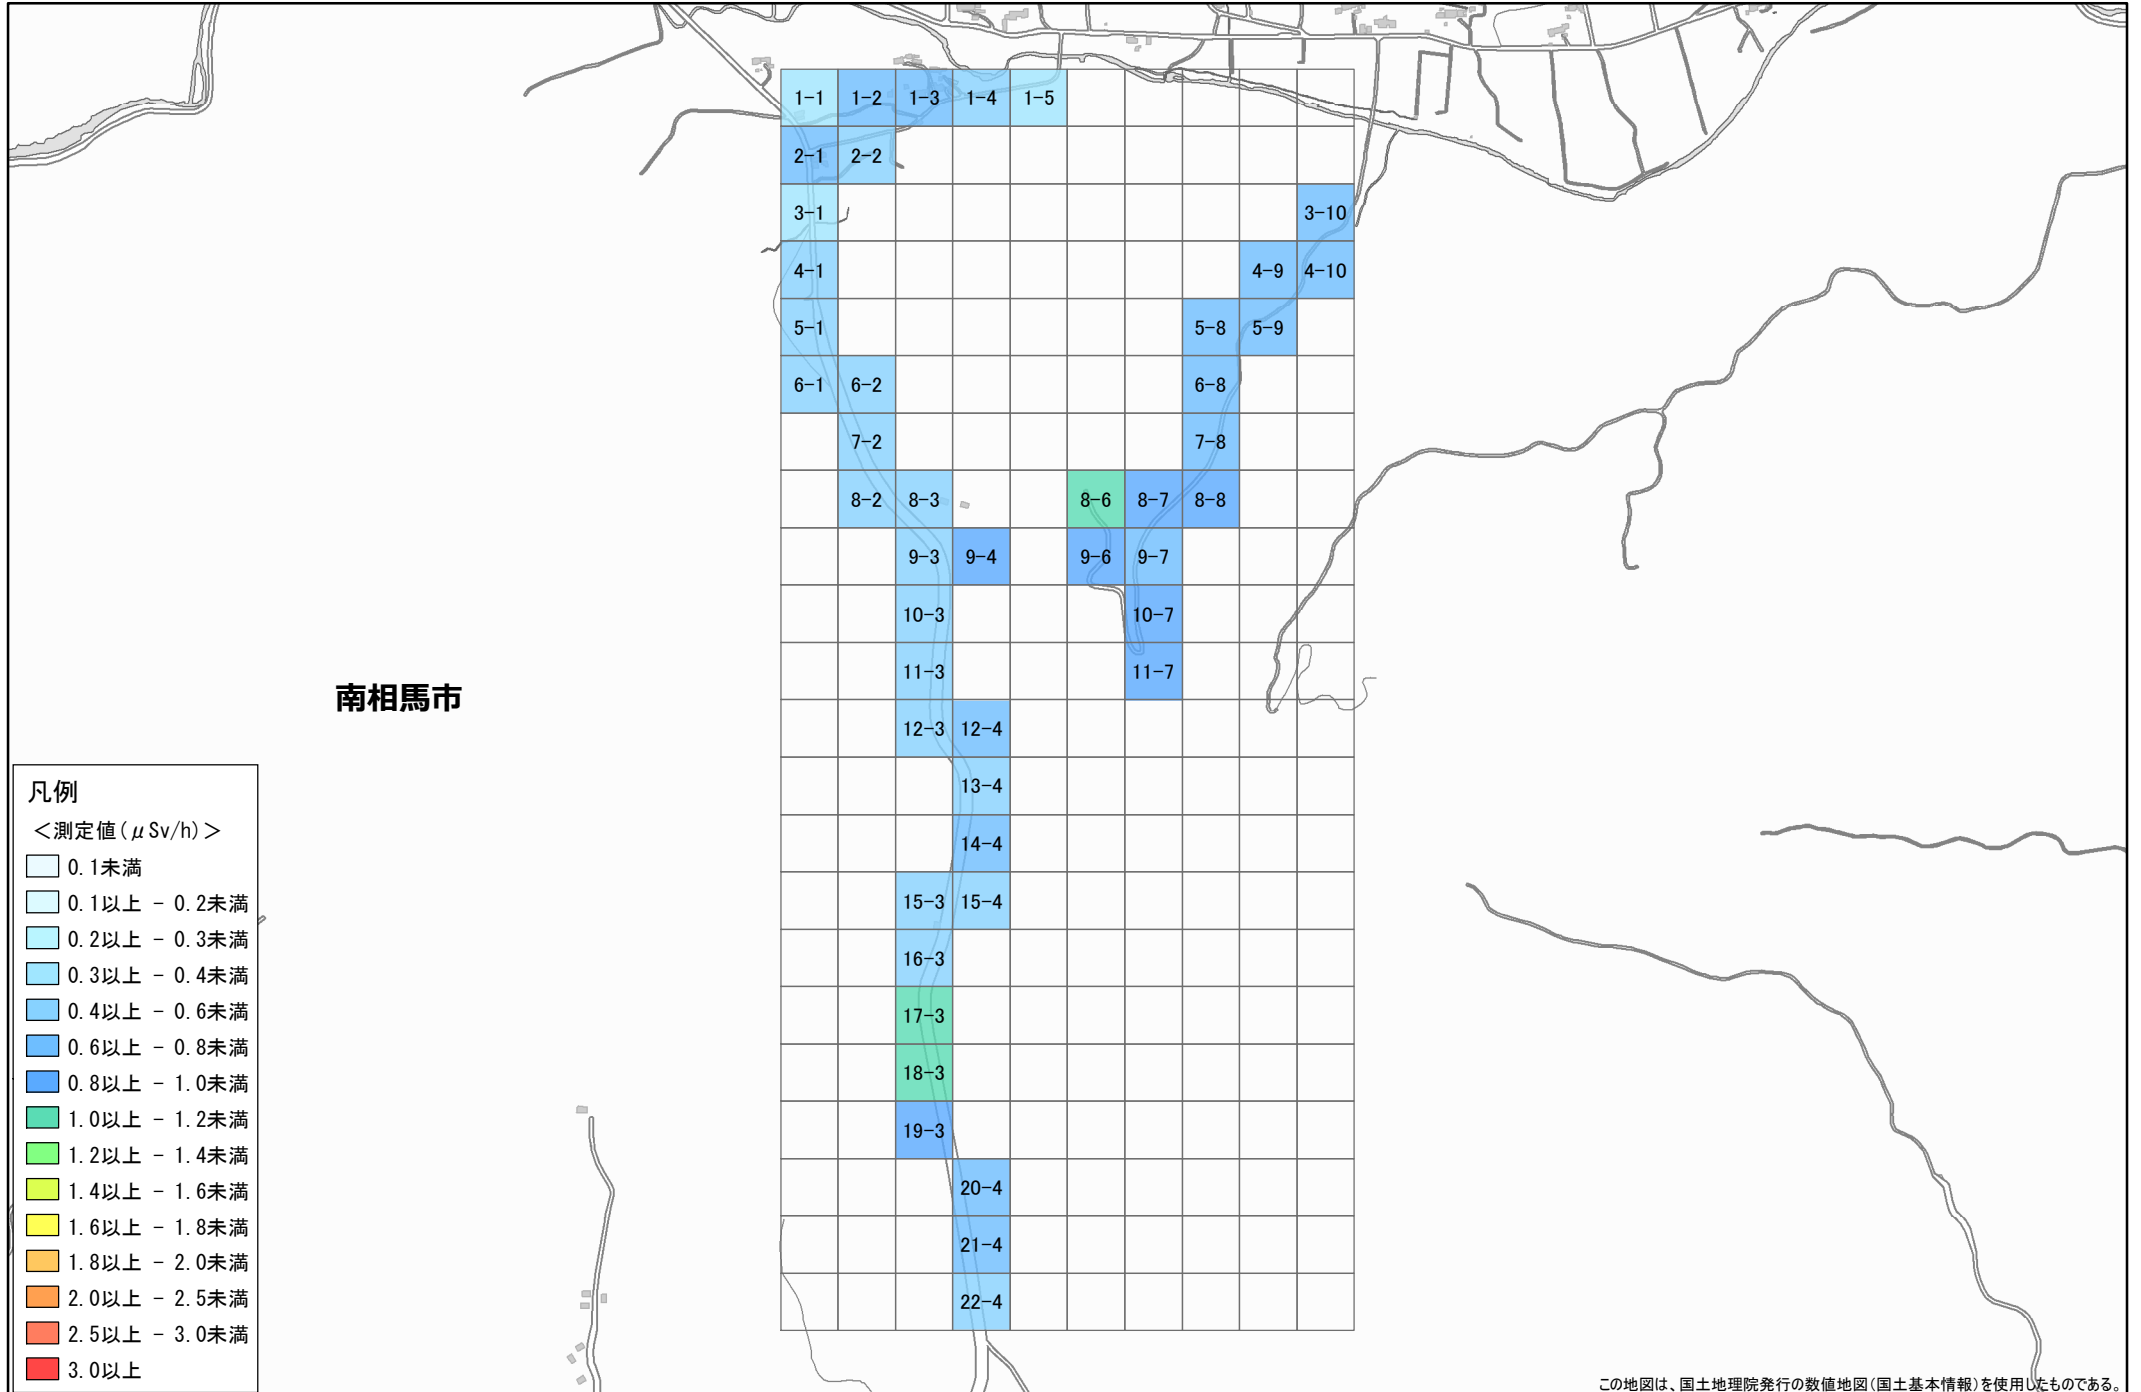 1-1 1-2 1-3 1-4 1-5
2-1 2-2
3-1 3-10
4-1 4-9 4-10
5-1 5-8 5-9
6-1 6-2 6-8
7-2 7-8
8-2 8-3 8-6 8-7 8-8
9-3 9-4 9-6 9-7
10-3 10-7
11-3 11-7
南相馬市
12-3 12-4
13-4
14-4
15-3 15-4
16-3
17-3
18-3
19-3
20-4
21-4
22-4
凡例
＜測定値(μSv/h)＞
0.1未満
0.1以上 - 0.2未満
0.2以上 - 0.3未満
0.3以上 - 0.4未満
0.4以上 - 0.6未満
0.6以上 - 0.8未満
0.8以上 - 1.0未満
1.0以上 - 1.2未満
1.2以上 - 1.4未満
1.4以上 - 1.6未満
1.6以上 - 1.8未満
1.8以上 - 2.0未満
2.0以上 - 2.5未満
2.5以上 - 3.0未満
3.0以上
この地図は、国土地理院発行の数値地図(国土基本情報)を使用したものである。